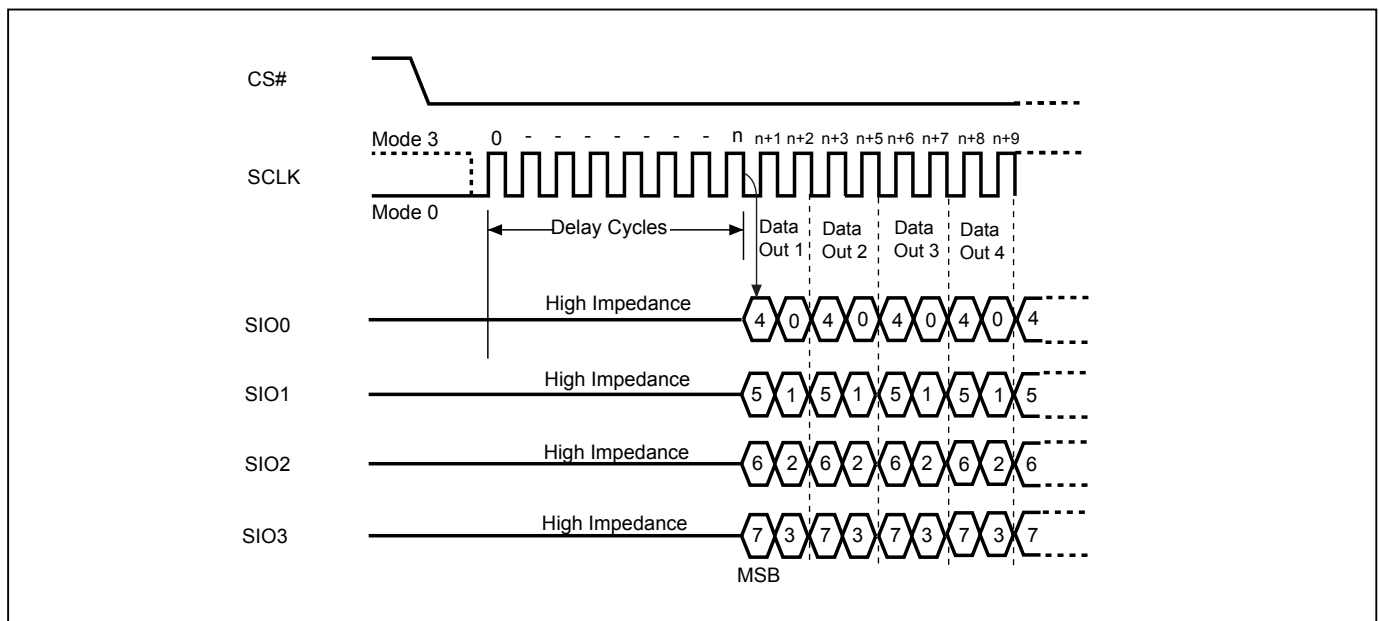 CS#
Mode 3
0 - - - - - - - n n+1 n+2 n+3 n+5 n+6 n+7 n+8 n+9
SCLK
Mode 0
Delay Cycles
Data Out 1
Data Out 2
Data Out 3
Data Out 4
High Impedance
SIO0
4 0 4 0 4 0 4 0 4
High Impedance
SIO1
5 1 5 1 5 1 5 1 5
High Impedance
SIO2
6 2 6 2 6 2 6 2 6
High Impedance
SIO3
7 3 7 3 7 3 7 3 7
MSB